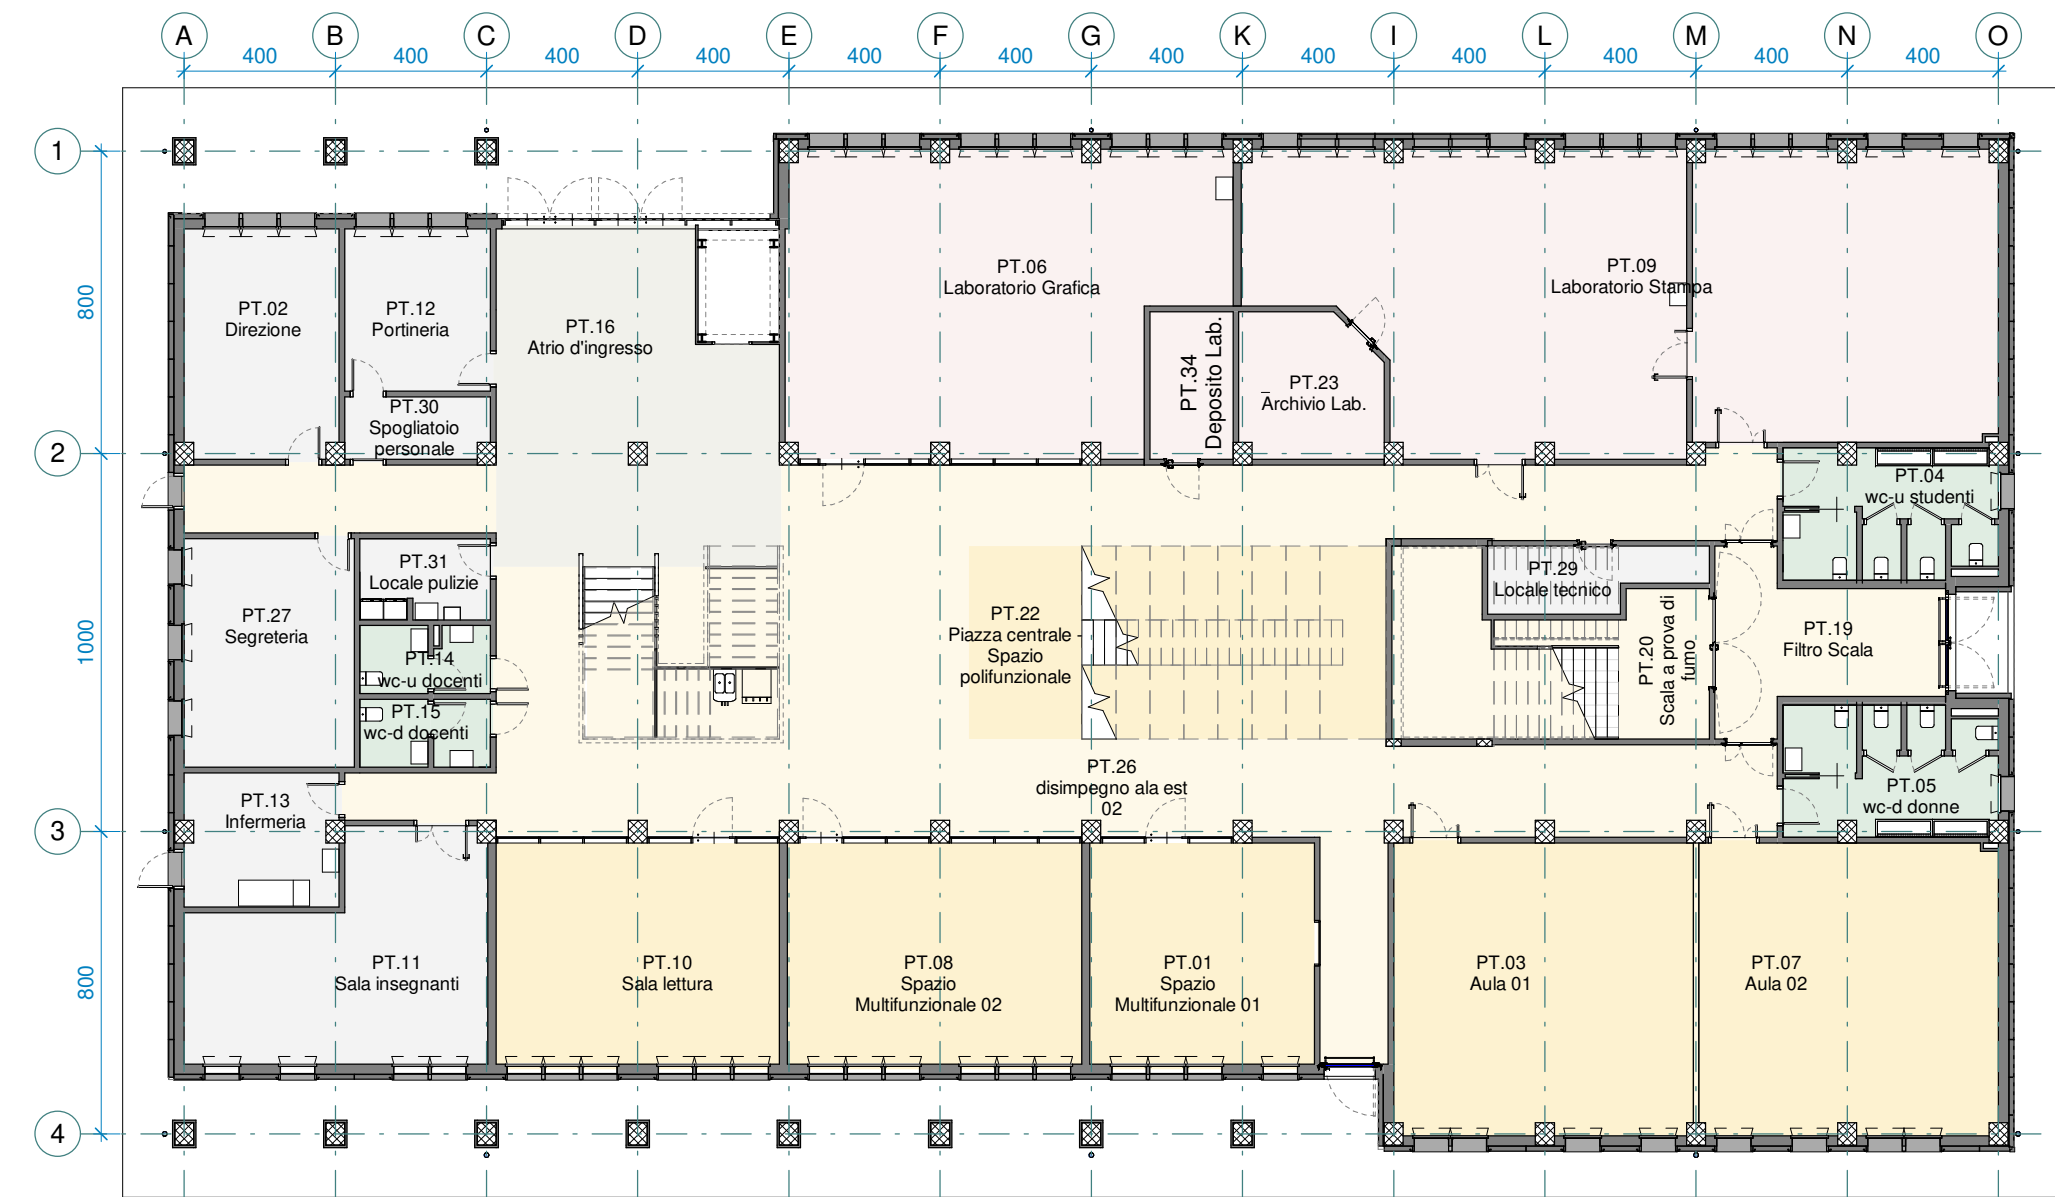 A B C D E F G K I L M N O
400 400 400 400 400 400 400 400 400 400 400 400
1
2
3
4
800
1000
800
PT.02
Direzione
PT.12
Portineria
PT.30
Spogliatoio
personale
PT.16
Atrio d'ingresso
PT.06
Laboratorio Grafica
PT.34
Deposito Lab.
PT.23
Archivio Lab.
PT.09
Laboratorio Stampa
PT.04
wc-u studenti
PT.31
Locale pulizie
PT.27
Segreteria
PT.14
wc-u docenti
PT.15
wc-d docenti
PT.22
Piazza centrale -
Spazio
polifunzionale
PT.29
Locale tecnico
PT.20
Scala a prova di
fumo
PT.19
Filtro Scala
PT.05
wc-d donne
PT.26
disimpegno ala est
02
PT.13
Infermeria
PT.11
Sala insegnanti
PT.10
Sala lettura
PT.08
Spazio
Multifunzionale 02
PT.01
Spazio
Multifunzionale 01
PT.03
Aula 01
PT.07
Aula 02